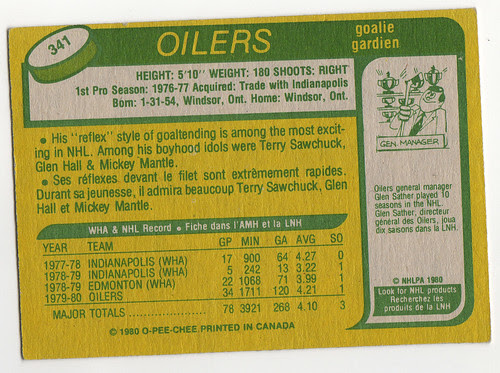 341
OILERS
goalie
gardien
HEIGHT: 5'10" WEIGHT: 180 SHOOTS: RIGHT
1st Pro Season: 1976-77 Acquired: Trade with Indianapolis
Born: 1-31-54, Windsor, Ont. Home: Windsor, Ont.
• His "reflex" style of goaltending is among the most excit-
ing in NHL. Among his boyhood idols were Terry Sawchuck,
Glen Hall & Mickey Mantle.
• Ses réflexes devant le filet sont extrèmement rapides.
Durant sa jeunesse, il admira beaucoup Terry Sawchuck, Glen
Hall et Mickey Mantle.
GEN MANAGER
Oilers general manager
Glen Sather played 10
seasons in the NHL.
Glen Sather, directeur
général des Oilers, joua
dix saisons dans la LNH.
WHA & NHL Record • Fiche dans l'AMH et la LNH
YEAR TEAM GP MIN GA AVG SO
1977-78 INDIANAPOLIS (WHA) 17 900 64 4.27 0
1978-79 INDIANAPOLIS (WHA) 5 242 13 3.22 1
1978-79 EDMONTON (WHA) 22 1068 71 3.99 1
1979-80 OILERS 34 1711 120 4.21 1
MAJOR TOTALS 78 3921 268 4.10 3
© 1980 O-PEE-CHEE PRINTED IN CANADA
© NHLPA 1980
Look for NHL products
Recherchez les
produits de la LNH